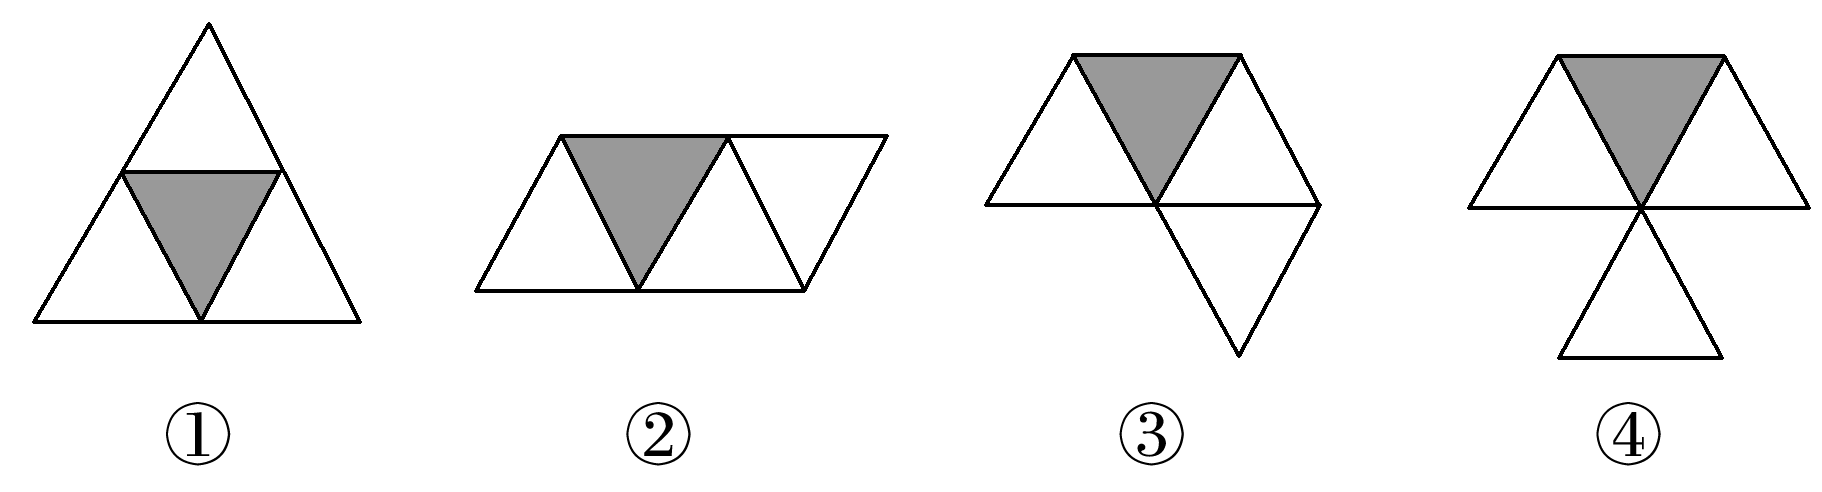 ① ② ③ ④